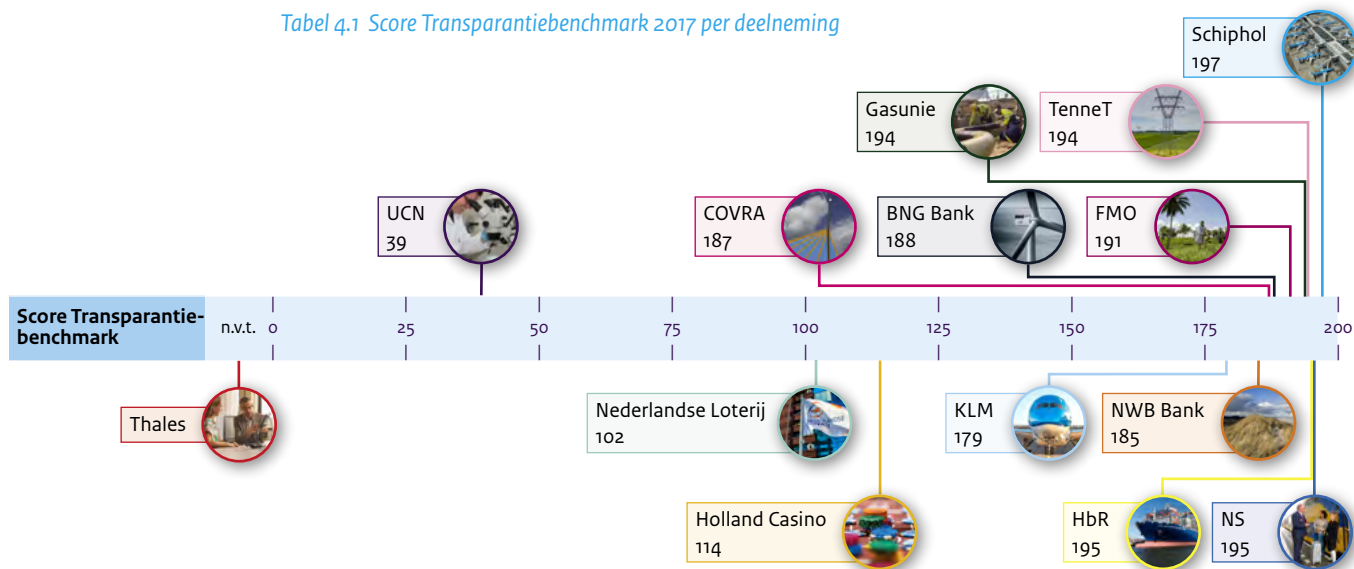 Tabel 4.1 Score Transparantiebenchmark 2017 per deelneming
Schiphol
197
Gasunie
194
TenneT
194
UCN
39
COVRA
187
BNG Bank
188
FMO
191
Score Transparantie-
benchmark
n.v.t. 0 25 50 75 100 125 150 175 200
Thales
Nederlandse Loterij
102
KLM
179
NWB Bank
185
Holland Casino
114
HbR
195
NS
195